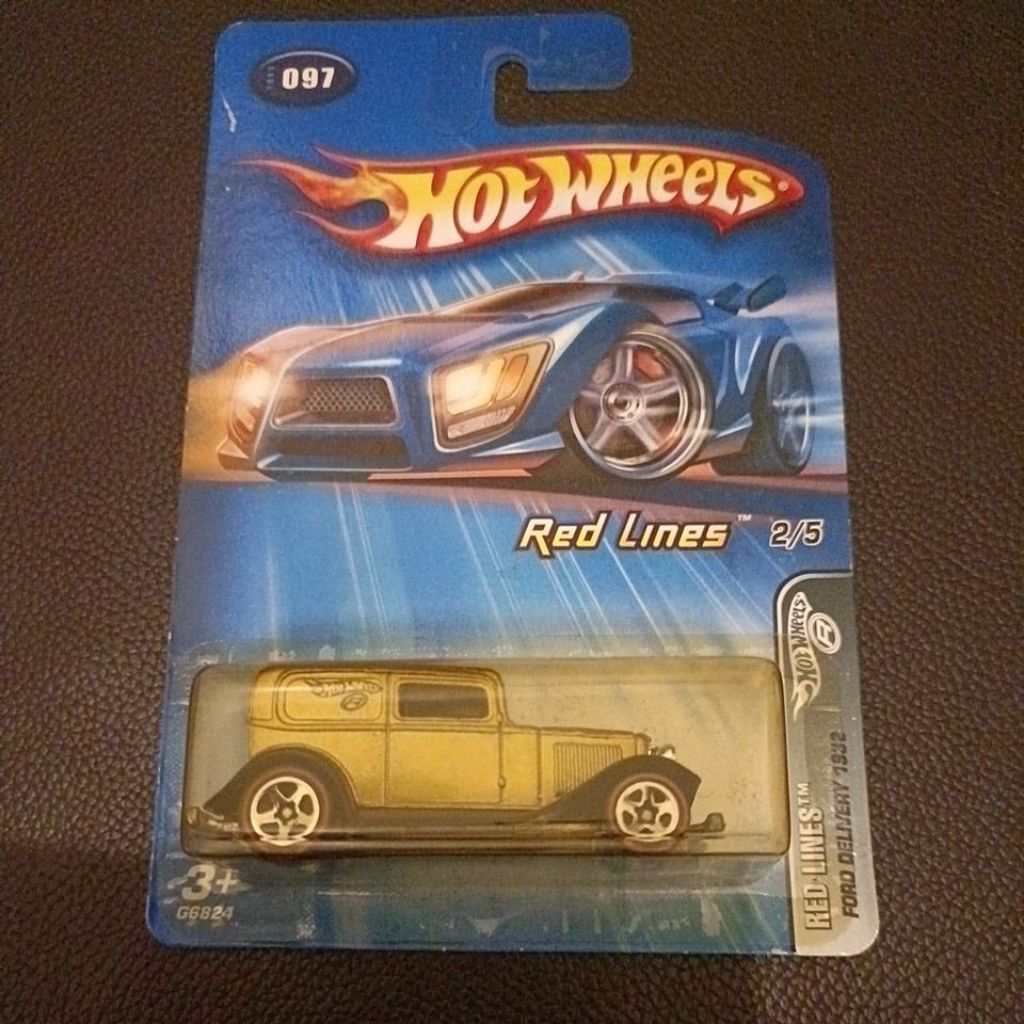 097
HOT WHEELS®
Red Lines™ 2/5
HOT WHEELS
RED LINES™
FORD DELIVERY 1932
HOT WHEELS
3+
G6824